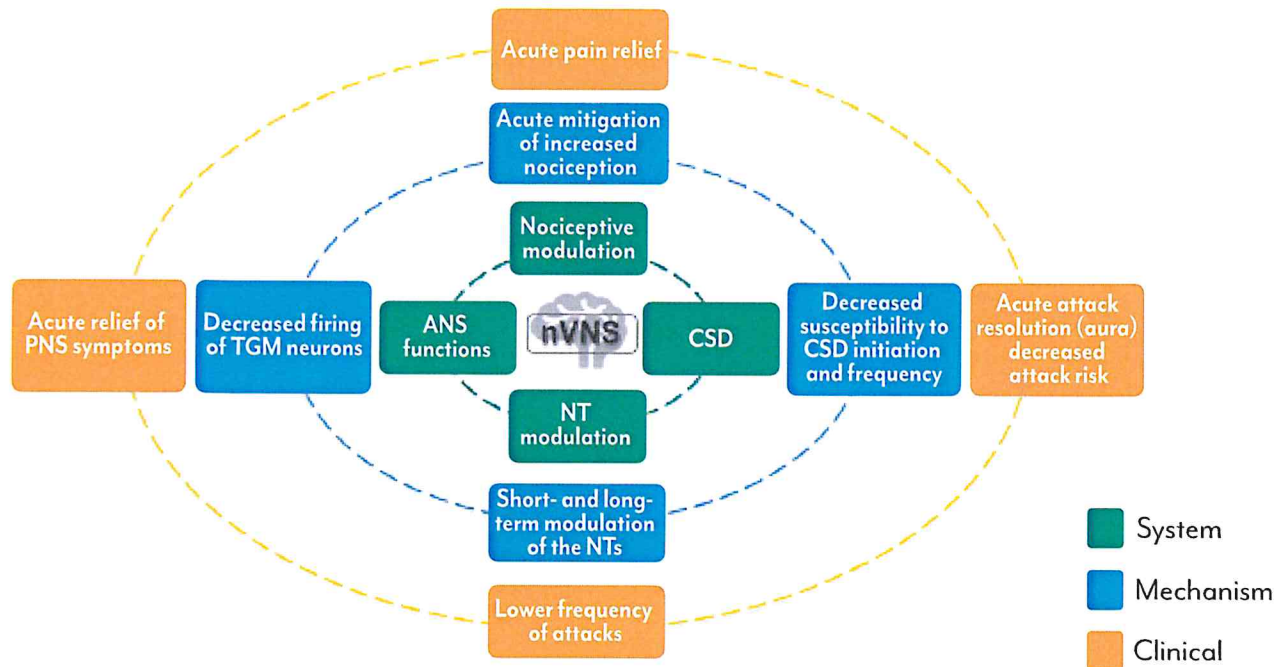 Acute pain relief
Acute mitigation
of increased
nociception
Nociceptive
modulation
Acute relief of
PNS symptoms
Decreased firing
of TGM neurons
ANS
functions
nVNS
CSD
Decreased
susceptibility to
CSD initiation
and frequency
Acute attack
resolution (aura)
decreased
attack risk
NT
modulation
Short- and long-
term modulation
of the NTs
Lower frequency
of attacks
System
Mechanism
Clinical